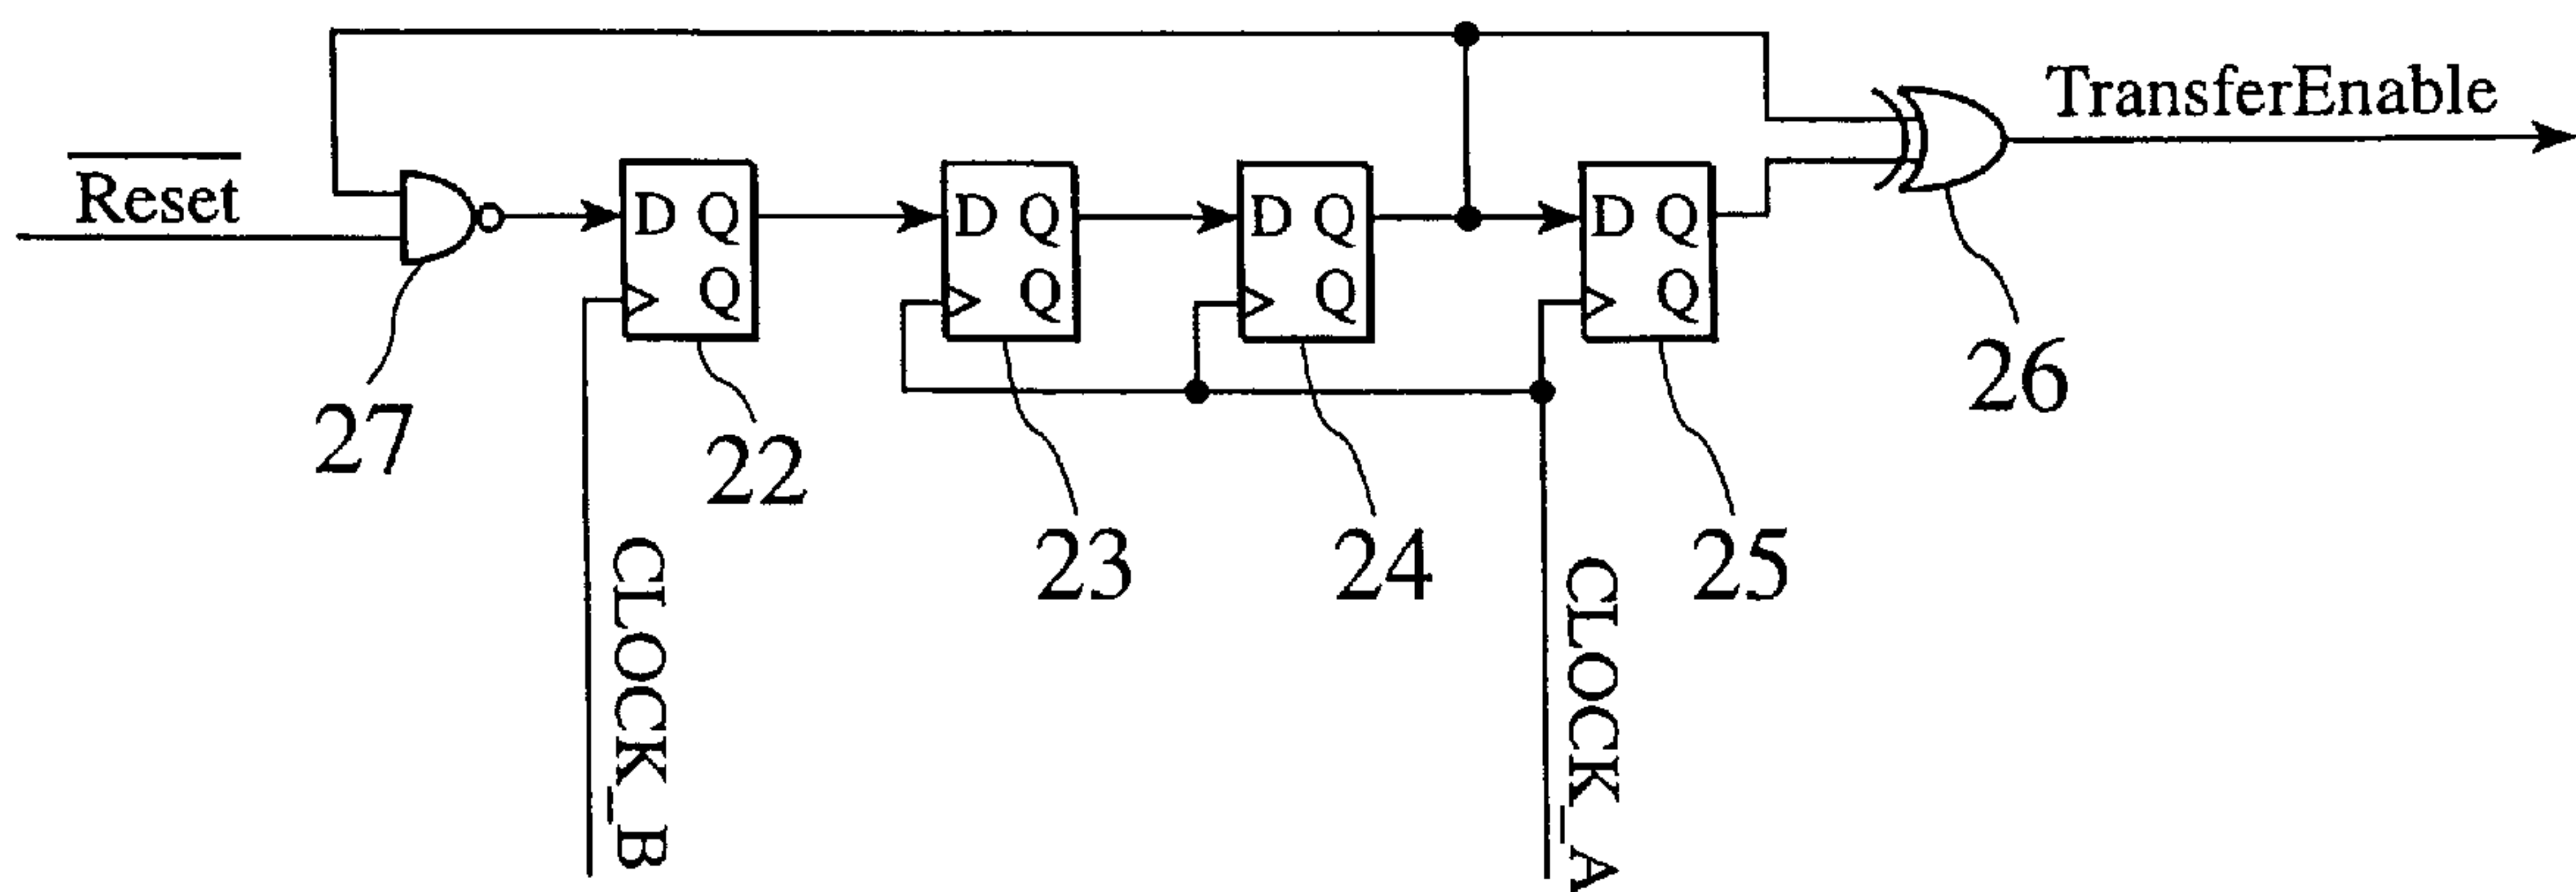 TransferEnable
Reset
D Q
Q
D Q
Q
D Q
Q
D Q
Q
27
22
23
24
25
26
CLOCK_B
CLOCK_A